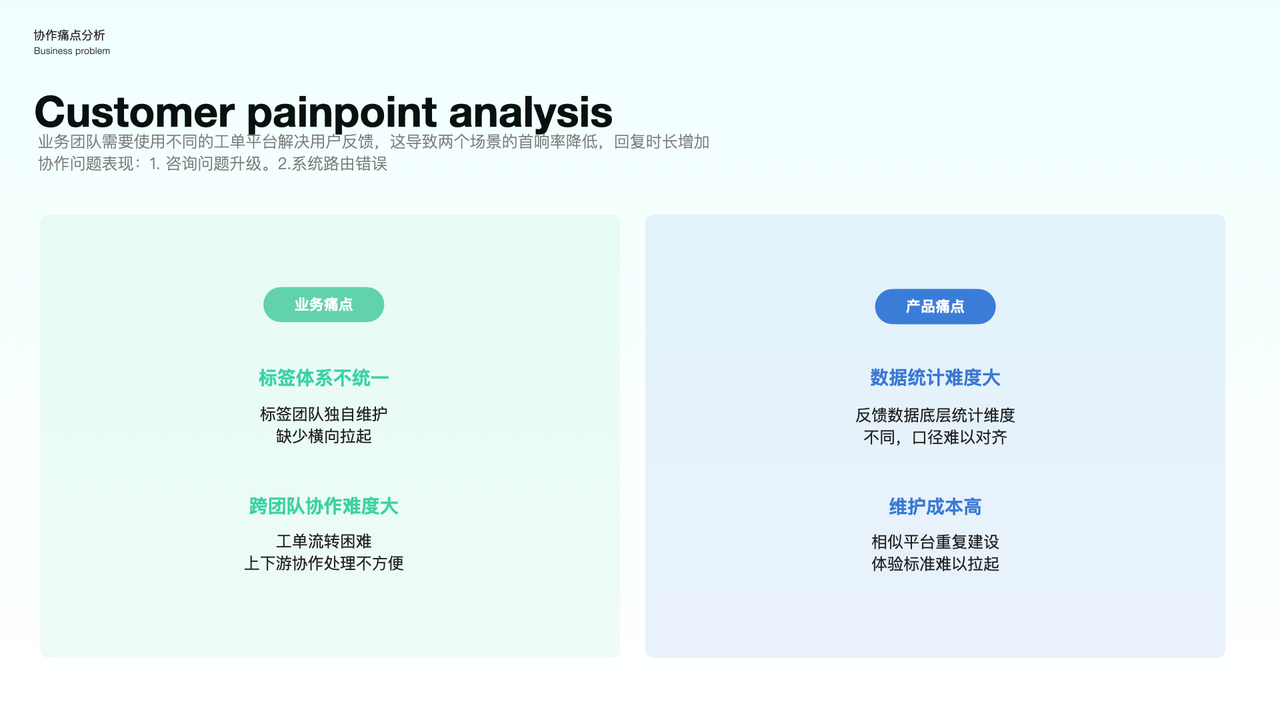 协作痛点分析
Business problem
Customer painpoint analysis
业务团队需要使用不同的工单平台解决用户反馈，这导致两个场景的首响率降低，回复时长增加
协作问题表现：1. 咨询问题升级。2.系统路由错误
业务痛点
标签体系不统一
标签团队独自维护
缺少横向拉起
跨团队协作难度大
工单流转困难
上下游协作处理不方便
产品痛点
数据统计难度大
反馈数据底层统计维度
不同，口径难以对齐
维护成本高
相似平台重复建设
体验标准难以拉起